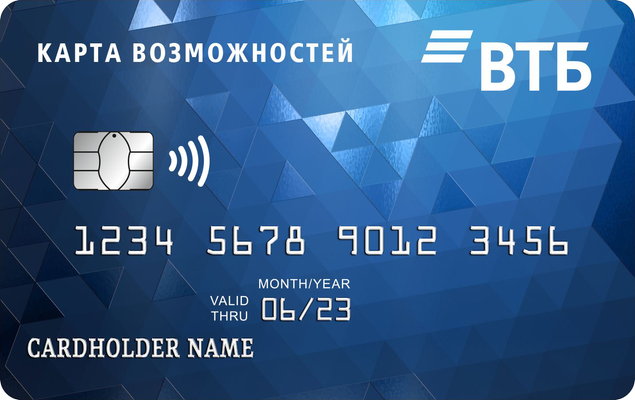 КАРТА ВОЗМОЖНОСТЕЙ
ВТБ
1234 5678 9012 3456
MONTH/YEAR
VALID THRU 06/23
CARDHOLDER NAME